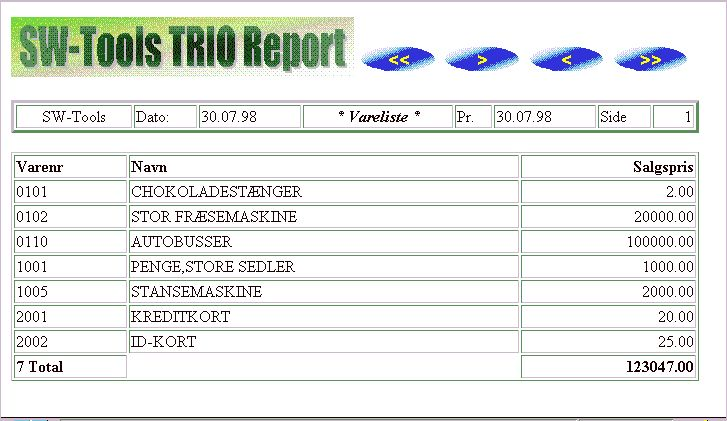 SW-Tools TRIO Report << > < >>
SW-Tools Dato: 30.07.98 * Vareliste * Pr. 30.07.98 Side 1
Varenr Navn Salgspris
0101 CHOKOLADESTÆNGER 2.00
0102 STOR FRÆSEMASKINE 20000.00
0110 AUTOBUSSER 100000.00
1001 PENGE,STORE SEDLER 1000.00
1005 STANSEMASKINE 2000.00
2001 KREDITKORT 20.00
2002 ID-KORT 25.00
7 Total 123047.00